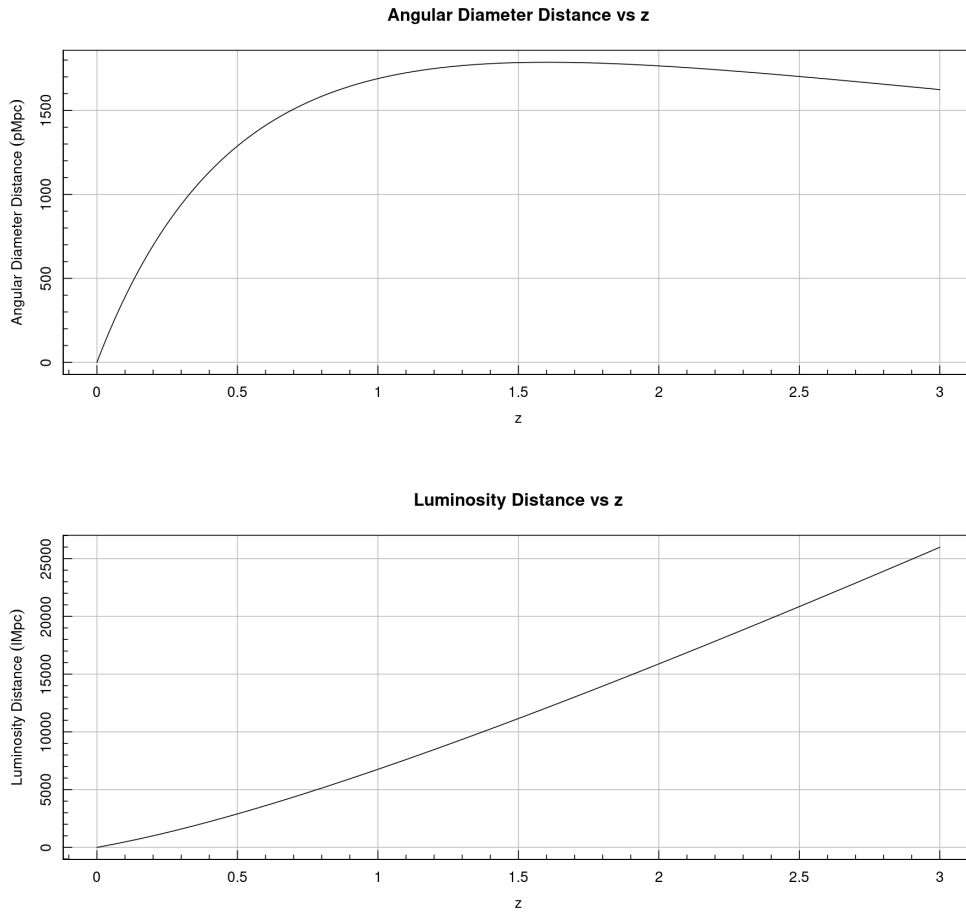 Angular Diameter Distance vs z
Angular Diameter Distance (pMpc)
1500
1000
500
0
0 0.5 1 1.5 2 2.5 3
z
Luminosity Distance vs z
Luminosity Distance (lMpc)
25000
20000
15000
10000
5000
0
0 0.5 1 1.5 2 2.5 3
z